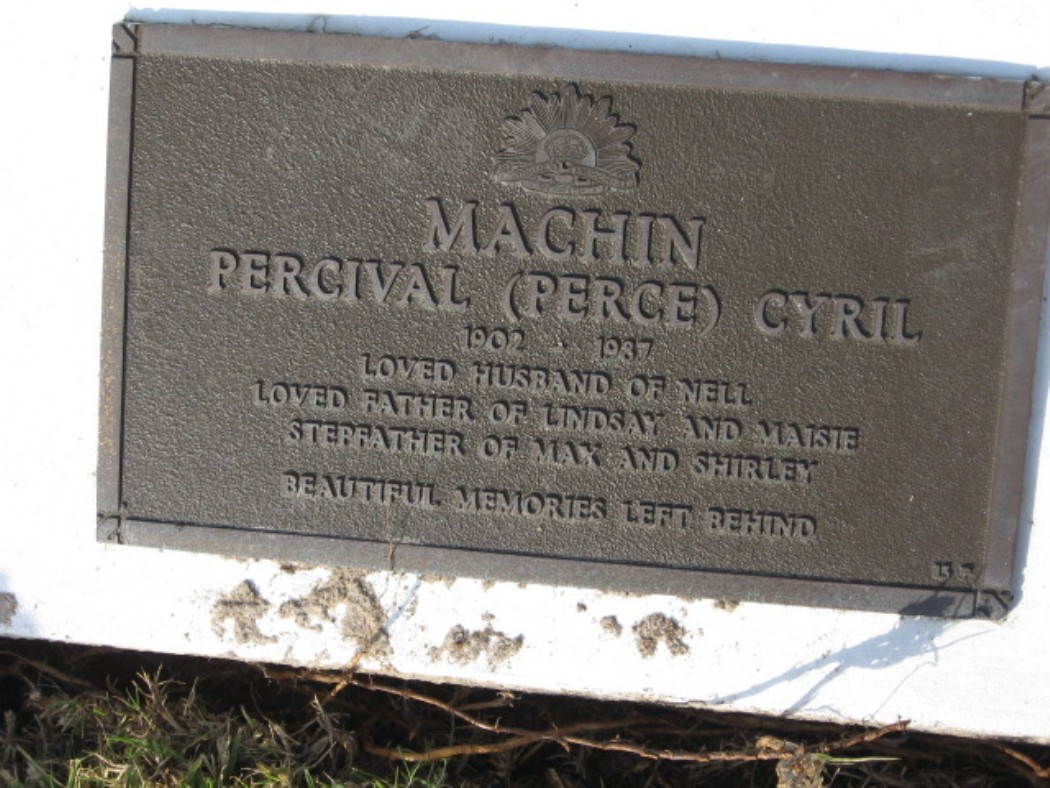 MACHIN
PERCIVAL (PERCE) CYRIL
1902 - 1987
LOVED HUSBAND OF NELL
LOVED FATHER OF LINDSAY AND MAISIE
STEPFATHER OF MAX AND SHIRLEY
BEAUTIFUL MEMORIES LEFT BEHIND